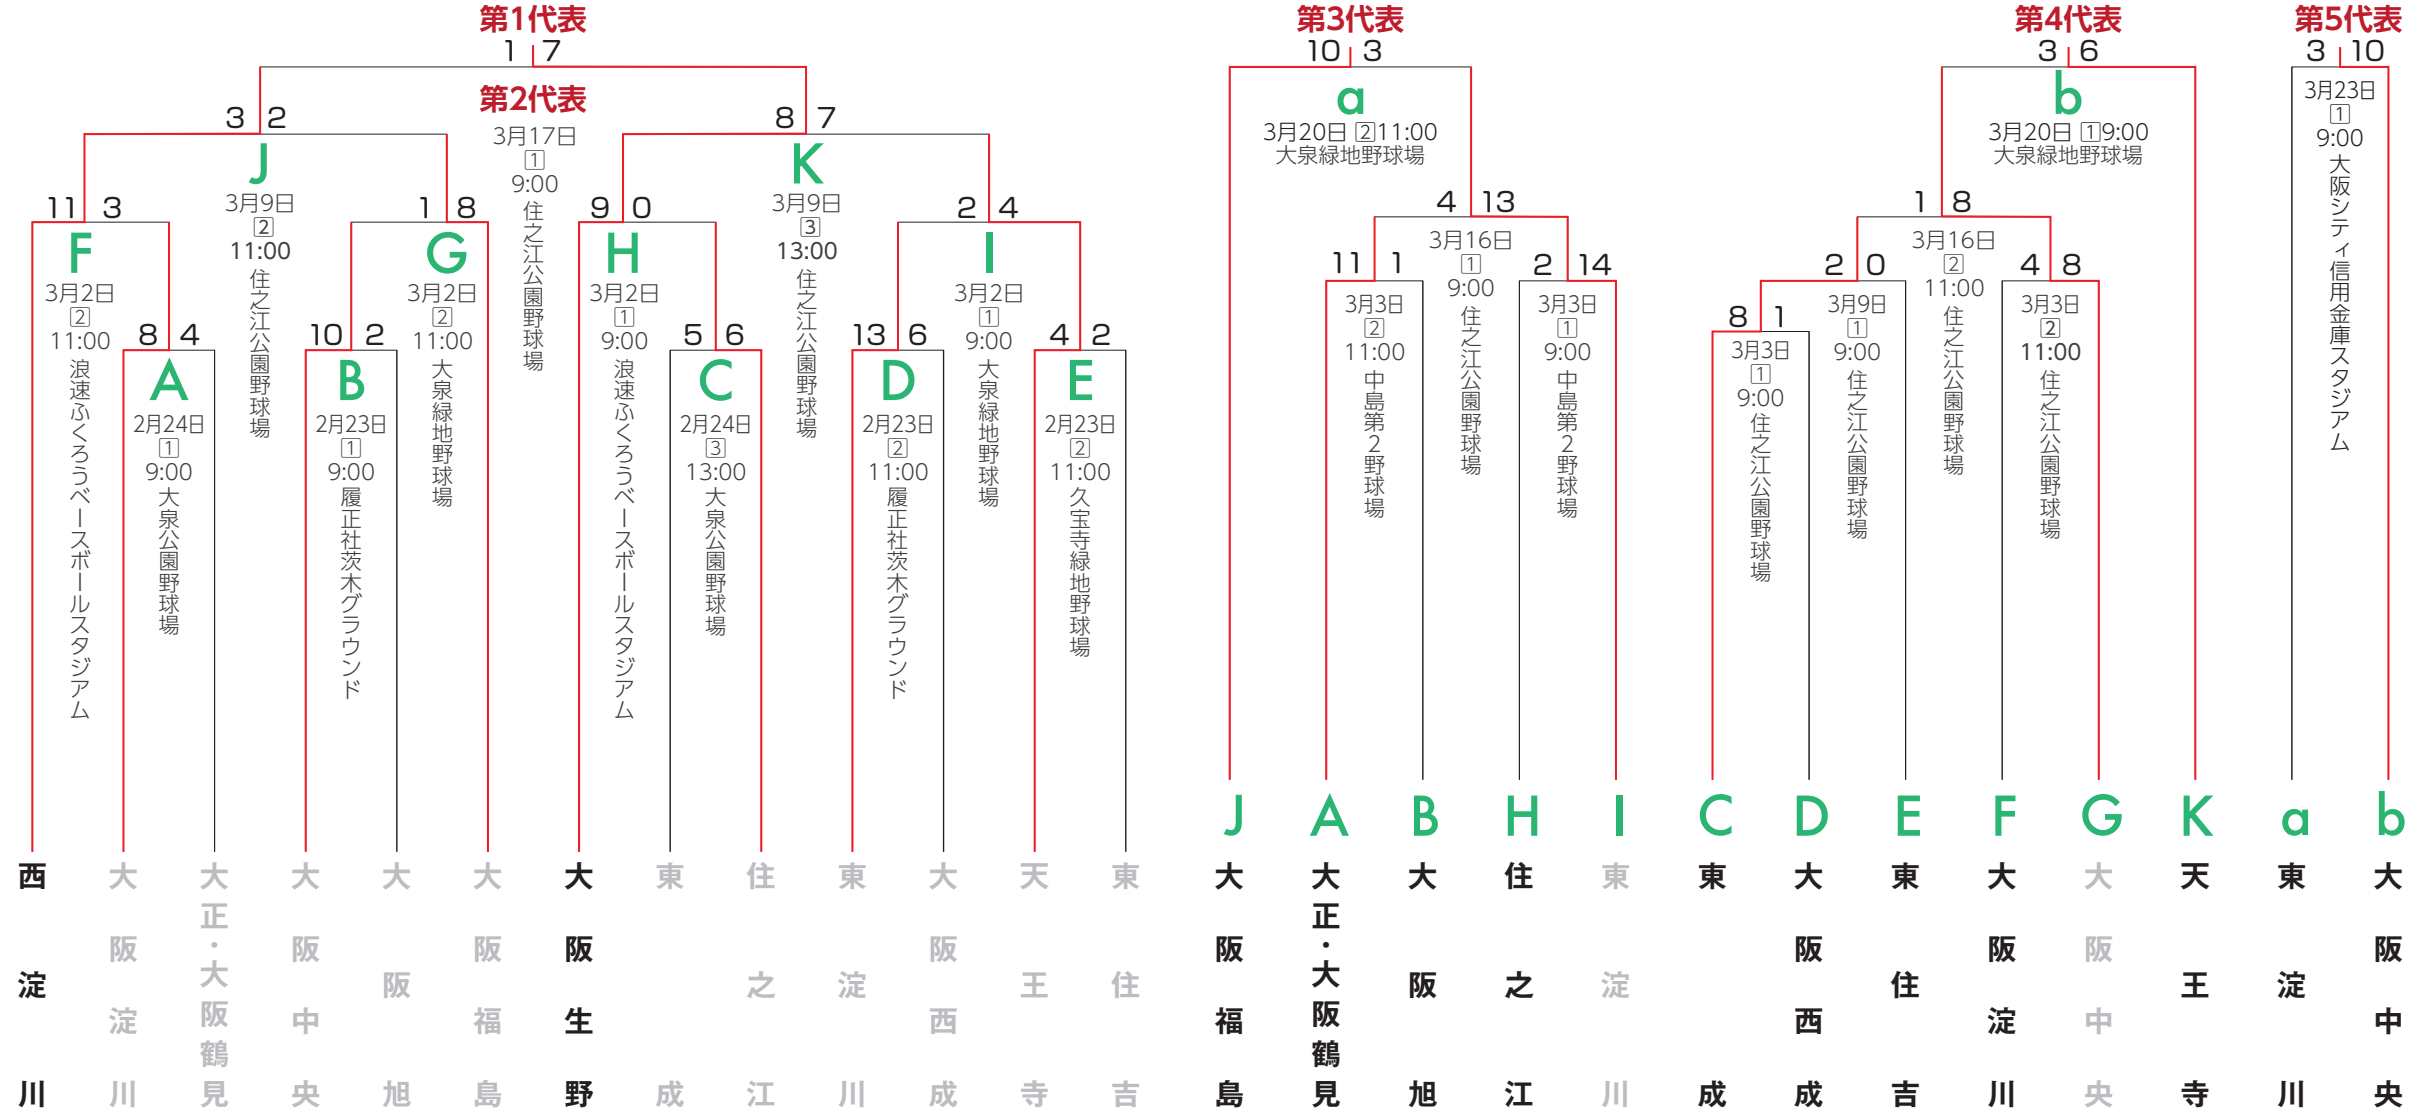 第1代表
1 7
第2代表
3月17日
1
9:00
住之江公園野球場
3 2
J
3月9日
2
11:00
住之江公園野球場
8 7
K
3月9日
3
13:00
住之江公園野球場
11 3
F
3月2日
2
11:00
浪速ふくろうベースボールスタジアム
1 8
G
3月2日
2
11:00
大泉緑地野球場
9 0
H
3月2日
1
9:00
浪速ふくろうベースボールスタジアム
2 4
I
3月2日
1
9:00
大泉緑地野球場
8 4
A
2月24日
1
9:00
大泉公園野球場
10 2
B
2月23日
1
9:00
履正社茨木グラウンド
5 6
C
2月24日
3
13:00
大泉公園野球場
13 6
D
2月23日
2
11:00
履正社茨木グラウンド
4 2
E
2月23日
2
11:00
久宝寺緑地野球場
西淀川
大阪淀川
大正・大阪鶴見
大阪中央
大阪旭
大阪福島
大阪生野
東成
住之江
東淀川
大阪西成
天王寺
東住吉
第3代表
10 3
a
3月20日 2 11:00
大泉緑地野球場
4 13
3月16日
1
9:00
住之江公園野球場
11 1
3月3日
2
11:00
中島第2野球場
2 14
3月3日
1
9:00
中島第2野球場
J
A
B
H
I
大阪福島
大正・大阪鶴見
大阪旭
住之江
東淀川
第4代表
3 6
b
3月20日 1 9:00
大泉緑地野球場
1 8
3月16日
2
11:00
住之江公園野球場
2 0
3月9日
1
9:00
住之江公園野球場
4 8
3月3日
2
11:00
住之江公園野球場
8 1
3月3日
1
9:00
住之江公園野球場
C
D
E
F
G
K
東成
大阪西成
東住吉
大阪淀川
大阪中央
天王寺
第5代表
3 10
3月23日
1
9:00
大阪シティ信用金庫スタジアム
a
b
東淀川
大阪中央